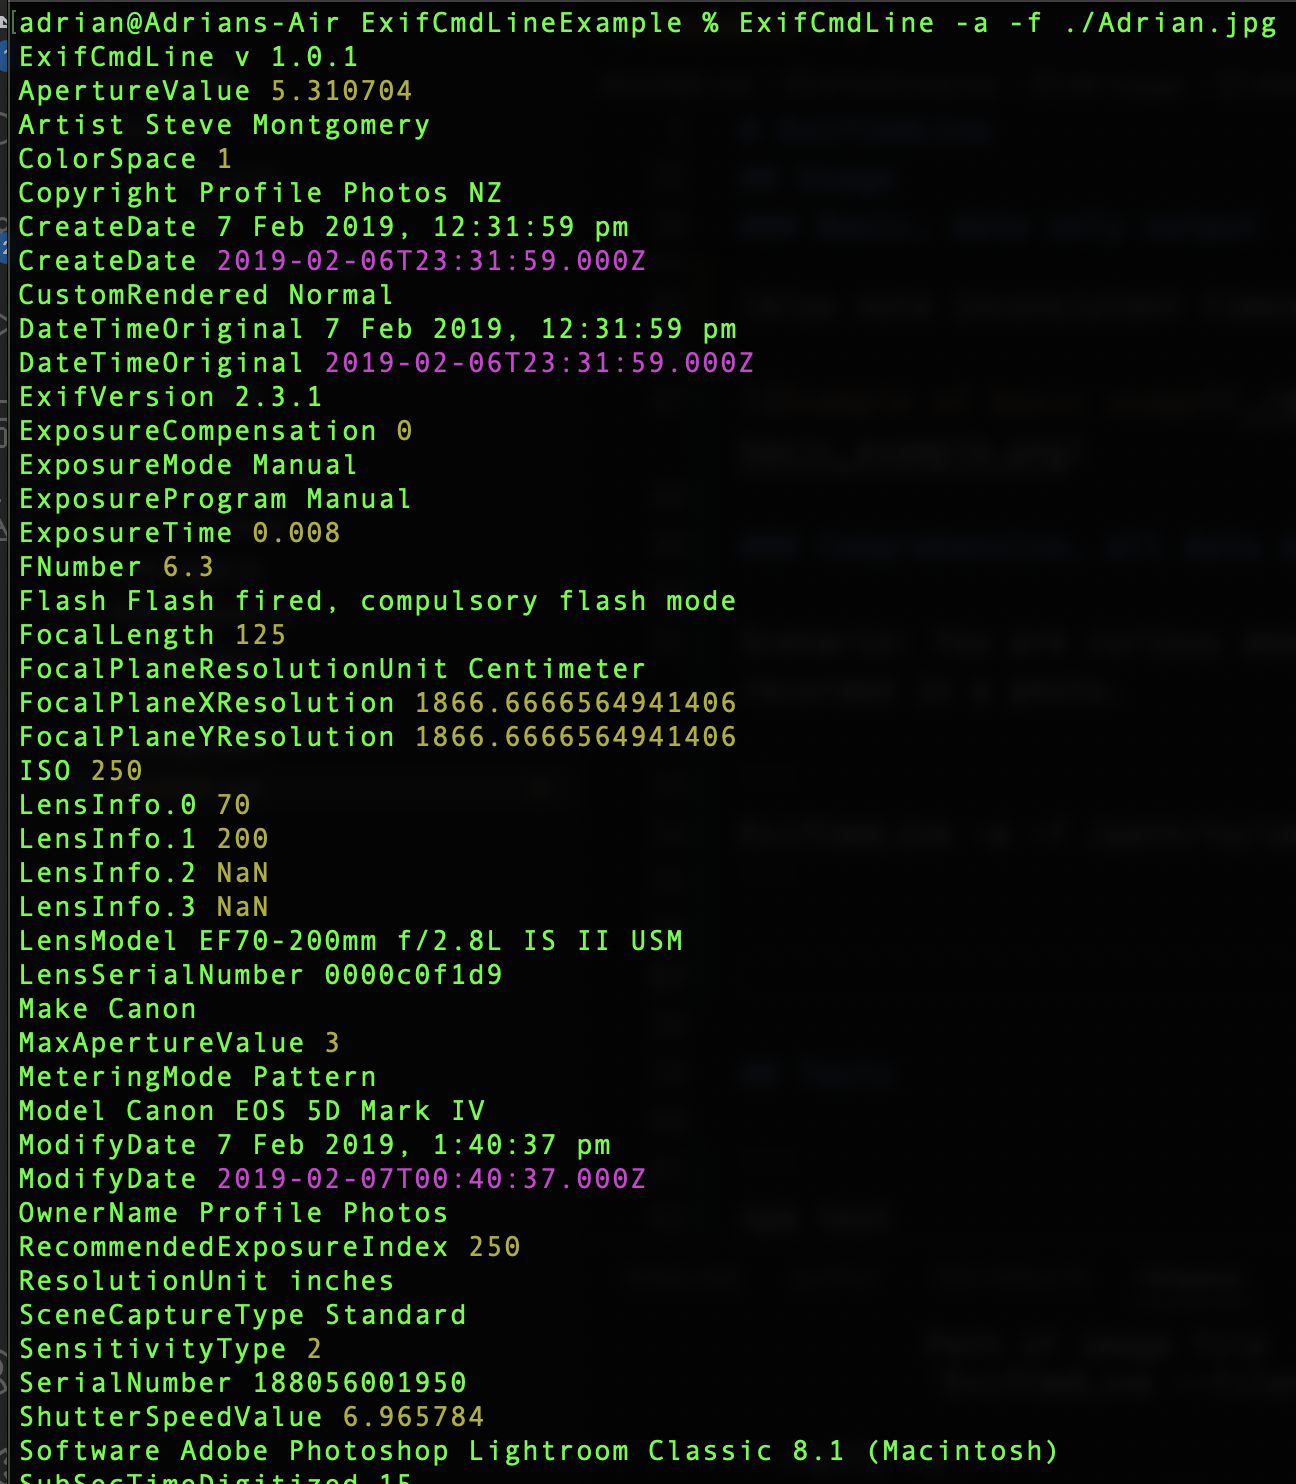 adrian@Adrians-Air ExifCmdLineExample % ExifCmdLine -a -f ./Adrian.jpg
ExifCmdLine v 1.0.1
ApertureValue 5.310704
Artist Steve Montgomery
ColorSpace 1
Copyright Profile Photos NZ
CreateDate 7 Feb 2019, 12:31:59 pm
CreateDate 2019-02-06T23:31:59.000Z
CustomRendered Normal
DateTimeOriginal 7 Feb 2019, 12:31:59 pm
DateTimeOriginal 2019-02-06T23:31:59.000Z
ExifVersion 2.3.1
ExposureCompensation 0
ExposureMode Manual
ExposureProgram Manual
ExposureTime 0.008
FNumber 6.3
Flash Flash fired, compulsory flash mode
FocalLength 125
FocalPlaneResolutionUnit Centimeter
FocalPlaneXResolution 1866.6666564941406
FocalPlaneYResolution 1866.6666564941406
ISO 250
LensInfo.0 70
LensInfo.1 200
LensInfo.2 NaN
LensInfo.3 NaN
LensModel EF70-200mm f/2.8L IS II USM
LensSerialNumber 0000c0f1d9
Make Canon
MaxApertureValue 3
MeteringMode Pattern
Model Canon EOS 5D Mark IV
ModifyDate 7 Feb 2019, 1:40:37 pm
ModifyDate 2019-02-07T00:40:37.000Z
OwnerName Profile Photos
RecommendedExposureIndex 250
ResolutionUnit inches
SceneCaptureType Standard
SensitivityType 2
SerialNumber 188056001950
ShutterSpeedValue 6.965784
Software Adobe Photoshop Lightroom Classic 8.1 (Macintosh)
SubSecTimeDigitized 15